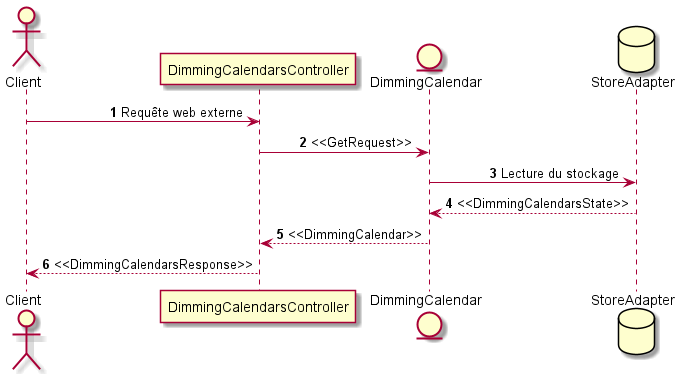 Client
DimmingCalendarsController
DimmingCalendar
StoreAdapter
1 Requête web externe
2 <<GetRequest>>
3 Lecture du stockage
4 <<DimmingCalendarsState>>
5 <<DimmingCalendar>>
6 <<DimmingCalendarsResponse>>
Client
DimmingCalendarsController
DimmingCalendar
StoreAdapter